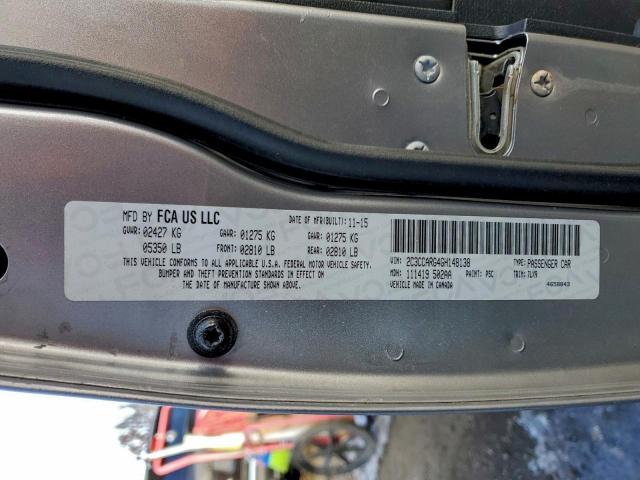 MFD BY FCA US LLC DATE OF MFR(BUILT): 11-15
GVWR: 02427 KG GAWR: 01275 KG GAWR: 01275 KG
05350 LB FRONT: 02810 LB REAR: 02810 LB
THIS VEHICLE CONFORMS TO ALL APPLICABLE U.S.A. FEDERAL MOTOR VEHICLE SAFETY,
BUMPER AND THEFT PREVENTION STANDARDS IN EFFECT ON
THE DATE OF MANUFACTURE SHOWN ABOVE.
VIN: 2C3CCARG4GH148138 TYPE: PASSENGER CAR
MDH: 111419 502AA PAINT: PSC TRIM: TLX9
VEHICLE MADE IN CANADA 4658843